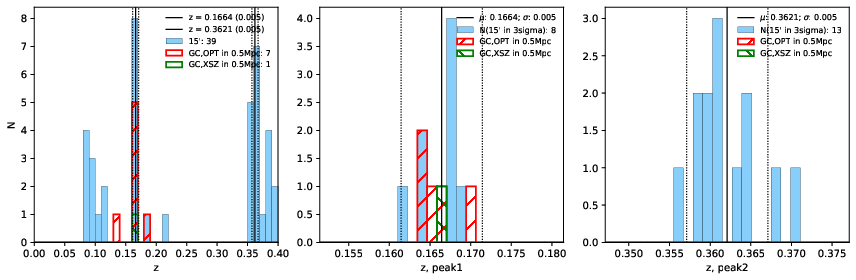 z = 0.1664 (0.005)
z = 0.3621 (0.005)
15': 39
GC,OPT in 0.5Mpc: 7
GC,XSZ in 0.5Mpc: 1
N
8
7
6
5
4
3
2
1
0
0.00 0.05 0.10 0.15 0.20 0.25 0.30 0.35 0.40
z
μ: 0.1664; σ: 0.005
N(15' in 3sigma): 8
GC,OPT in 0.5Mpc
GC,XSZ in 0.5Mpc
4.0
3.5
3.0
2.5
2.0
1.5
1.0
0.5
0.0
0.155 0.160 0.165 0.170 0.175 0.180
z, peak1
μ: 0.3621; σ: 0.005
N(15' in 3sigma): 13
GC,OPT in 0.5Mpc
GC,XSZ in 0.5Mpc
3.0
2.5
2.0
1.5
1.0
0.5
0.0
0.350 0.355 0.360 0.365 0.370 0.375
z, peak2